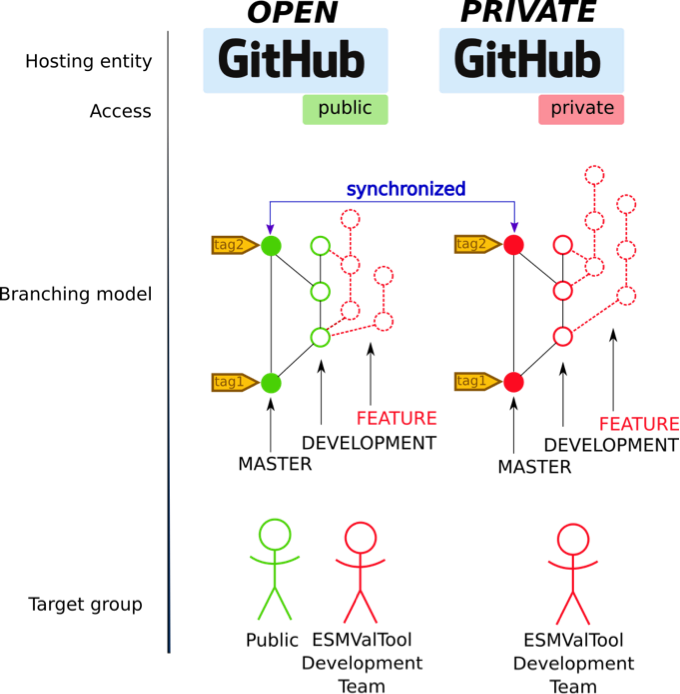 OPEN
PRIVATE
Hosting entity
GitHub
GitHub
Access
public
private
synchronized
tag2
tag2
Branching model
tag1
tag1
FEATURE
FEATURE
DEVELOPMENT
DEVELOPMENT
MASTER
MASTER
Target group
Public
ESMValTool
Development
Team
ESMValTool
Development
Team